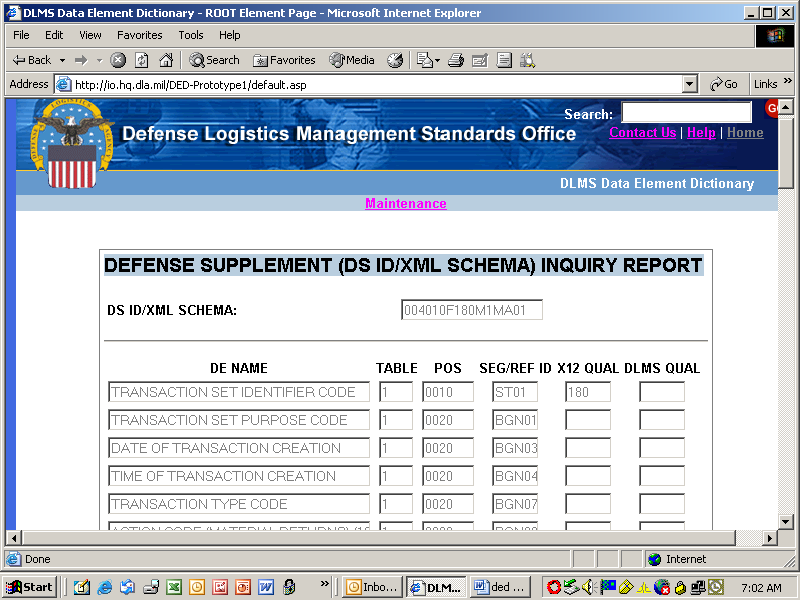 DLMS Data Element Dictionary - ROOT Element Page - Microsoft Internet Explorer
File Edit View Favorites Tools Help
Back Search Favorites Media
Address http://io.hq.dla.mil/DED-Prototype1/default.asp Go Links »
Search:
Defense Logistics Management Standards Office
Contact Us | Help | Home
DLMS Data Element Dictionary
Maintenance
DEFENSE SUPPLEMENT (DS ID/XML SCHEMA) INQUIRY REPORT
DS ID/XML SCHEMA: 004010F180M1MA01
DE NAME TABLE POS SEG/REF ID X12 QUAL DLMS QUAL
TRANSACTION SET IDENTIFIER CODE 1 0010 ST01 180
TRANSACTION SET PURPOSE CODE 1 0020 BGN01
DATE OF TRANSACTION CREATION 1 0020 BGN03
TIME OF TRANSACTION CREATION 1 0020 BGN04
TRANSACTION TYPE CODE 1 0020 BGN07
Done Internet
Start » Inbo... DLM... ded ... 7:02 AM